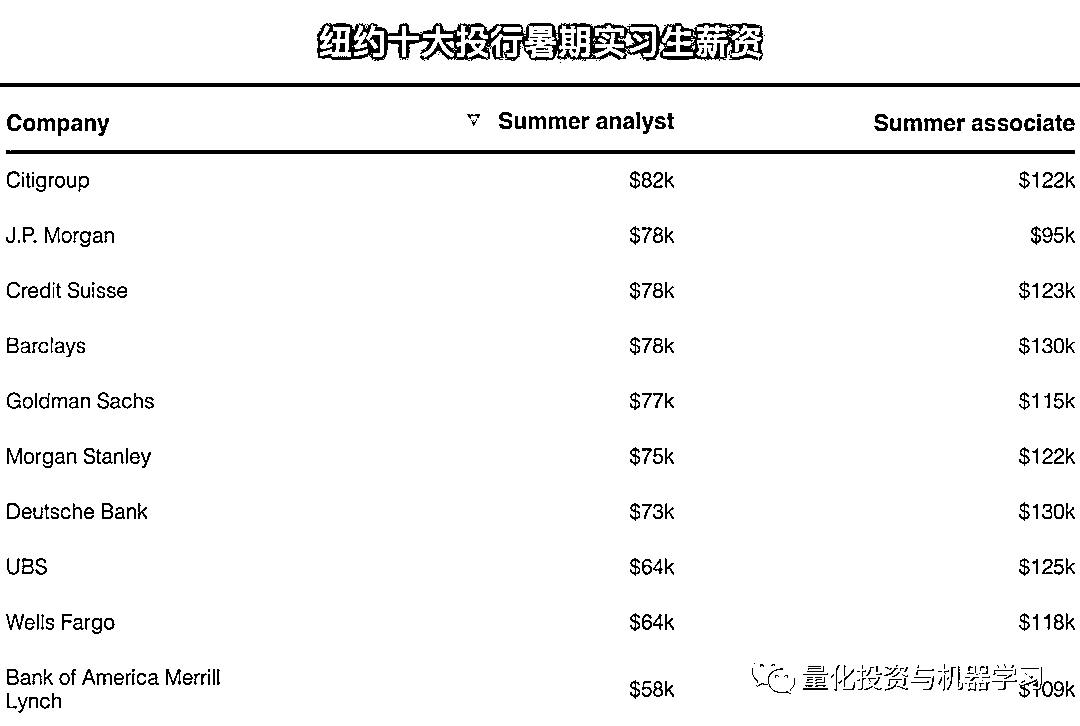 纽约十大投行暑期实习生薪资
Company ▽ Summer analyst Summer associate
Citigroup $82k $122k
J.P. Morgan $78k $95k
Credit Suisse $78k $123k
Barclays $78k $130k
Goldman Sachs $77k $115k
Morgan Stanley $75k $122k
Deutsche Bank $73k $130k
UBS $64k $125k
Wells Fargo $64k $118k
Bank of America Merrill
Lynch $58k $109k
量化投资与机器学习